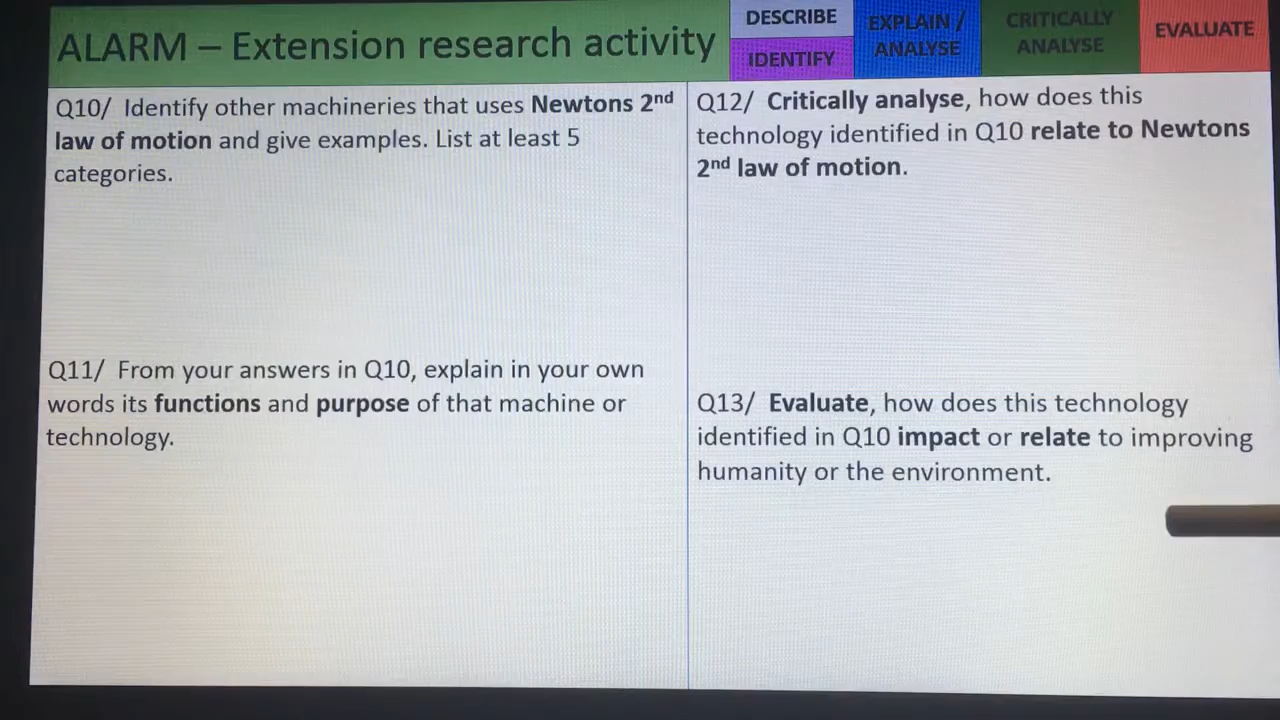 ALARM – Extension research activity
DESCRIBE
IDENTIFY
EXPLAIN /
ANALYSE
CRITICALLY
ANALYSE
EVALUATE
Q10/ Identify other machineries that uses Newtons 2nd
law of motion and give examples. List at least 5
categories.
Q11/ From your answers in Q10, explain in your own
words its functions and purpose of that machine or
technology.
Q12/ Critically analyse, how does this
technology identified in Q10 relate to Newtons
2nd law of motion.
Q13/ Evaluate, how does this technology
identified in Q10 impact or relate to improving
humanity or the environment.